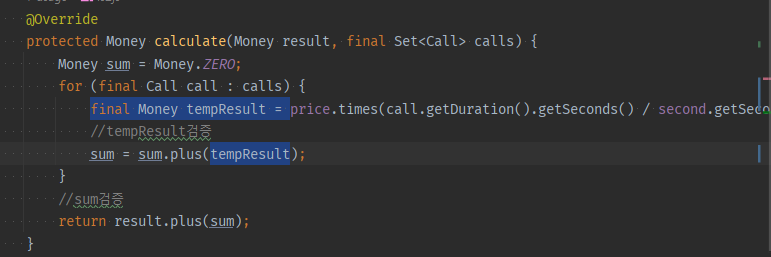 @Override
protected Money calculate(Money result, final Set<Call> calls) {
Money sum = Money.ZERO;
for (final Call call : calls) {
final Money tempResult = price.times(call.getDuration().getSeconds() / second.getSeco
//tempResult검증
sum = sum.plus(tempResult);
}
//sum검증
return result.plus(sum);
}